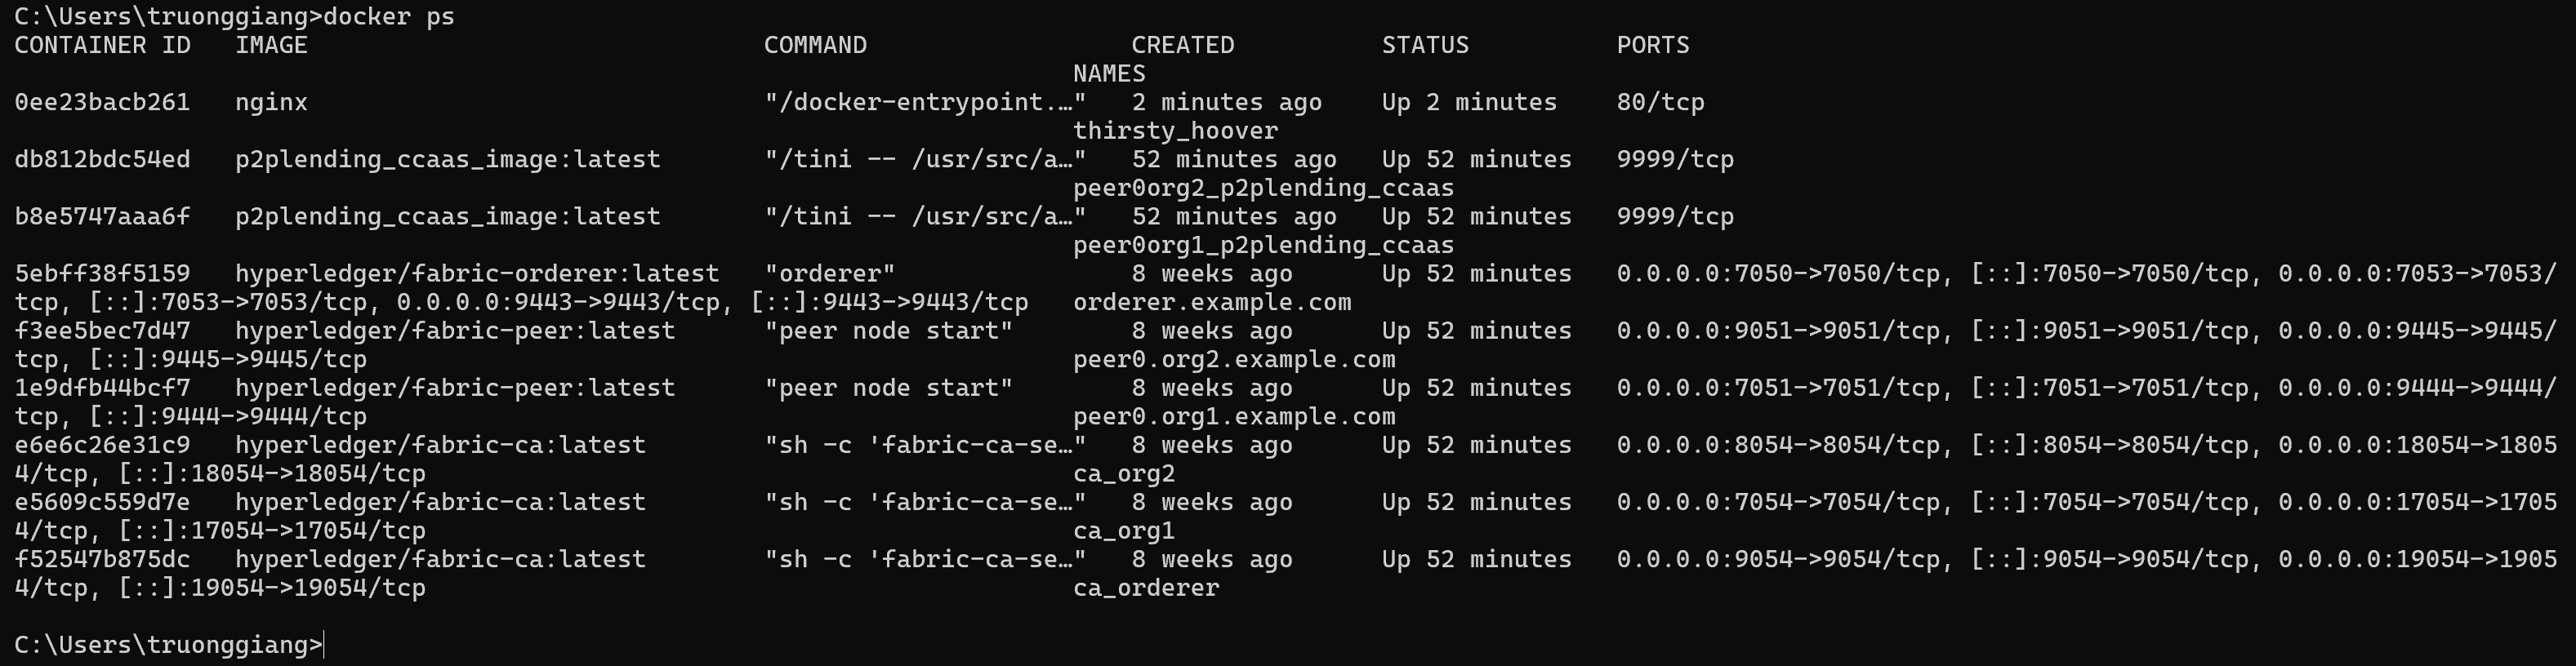 C:\Users\truonggiang>docker ps
CONTAINER ID   IMAGE                               COMMAND                  CREATED          STATUS          PORTS
                                                                        NAMES
0ee23bacb261   nginx                               "/docker-entrypoint.…"   2 minutes ago    Up 2 minutes    80/tcp
                                                                        thirsty_hoover
db812bdc54ed   p2plending_ccaas_image:latest       "/tini -- /usr/src/a…"   52 minutes ago   Up 52 minutes   9999/tcp
                                                                        peer0org2_p2plending_ccaas
b8e5747aaa6f   p2plending_ccaas_image:latest       "/tini -- /usr/src/a…"   52 minutes ago   Up 52 minutes   9999/tcp
                                                                        peer0org1_p2plending_ccaas
5ebff38f5159   hyperledger/fabric-orderer:latest   "orderer"                8 weeks ago      Up 52 minutes   0.0.0.0:7050->7050/tcp, [::]:7050->7050/tcp, 0.0.0.0:7053->7053/
tcp, [::]:7053->7053/tcp, 0.0.0.0:9443->9443/tcp, [::]:9443->9443/tcp   orderer.example.com
f3ee5bec7d47   hyperledger/fabric-peer:latest      "peer node start"        8 weeks ago      Up 52 minutes   0.0.0.0:9051->9051/tcp, [::]:9051->9051/tcp, 0.0.0.0:9445->9445/
tcp, [::]:9445->9445/tcp                                                peer0.org2.example.com
1e9dfb44bcf7   hyperledger/fabric-peer:latest      "peer node start"        8 weeks ago      Up 52 minutes   0.0.0.0:7051->7051/tcp, [::]:7051->7051/tcp, 0.0.0.0:9444->9444/
tcp, [::]:9444->9444/tcp                                                peer0.org1.example.com
e6e6c26e31c9   hyperledger/fabric-ca:latest        "sh -c 'fabric-ca-se…"   8 weeks ago      Up 52 minutes   0.0.0.0:8054->8054/tcp, [::]:8054->8054/tcp, 0.0.0.0:18054->1805
4/tcp, [::]:18054->18054/tcp                                            ca_org2
e5609c559d7e   hyperledger/fabric-ca:latest        "sh -c 'fabric-ca-se…"   8 weeks ago      Up 52 minutes   0.0.0.0:7054->7054/tcp, [::]:7054->7054/tcp, 0.0.0.0:17054->1705
4/tcp, [::]:17054->17054/tcp                                            ca_org1
f52547b875dc   hyperledger/fabric-ca:latest        "sh -c 'fabric-ca-se…"   8 weeks ago      Up 52 minutes   0.0.0.0:9054->9054/tcp, [::]:9054->9054/tcp, 0.0.0.0:19054->1905
4/tcp, [::]:19054->19054/tcp                                            ca_orderer
C:\Users\truonggiang>